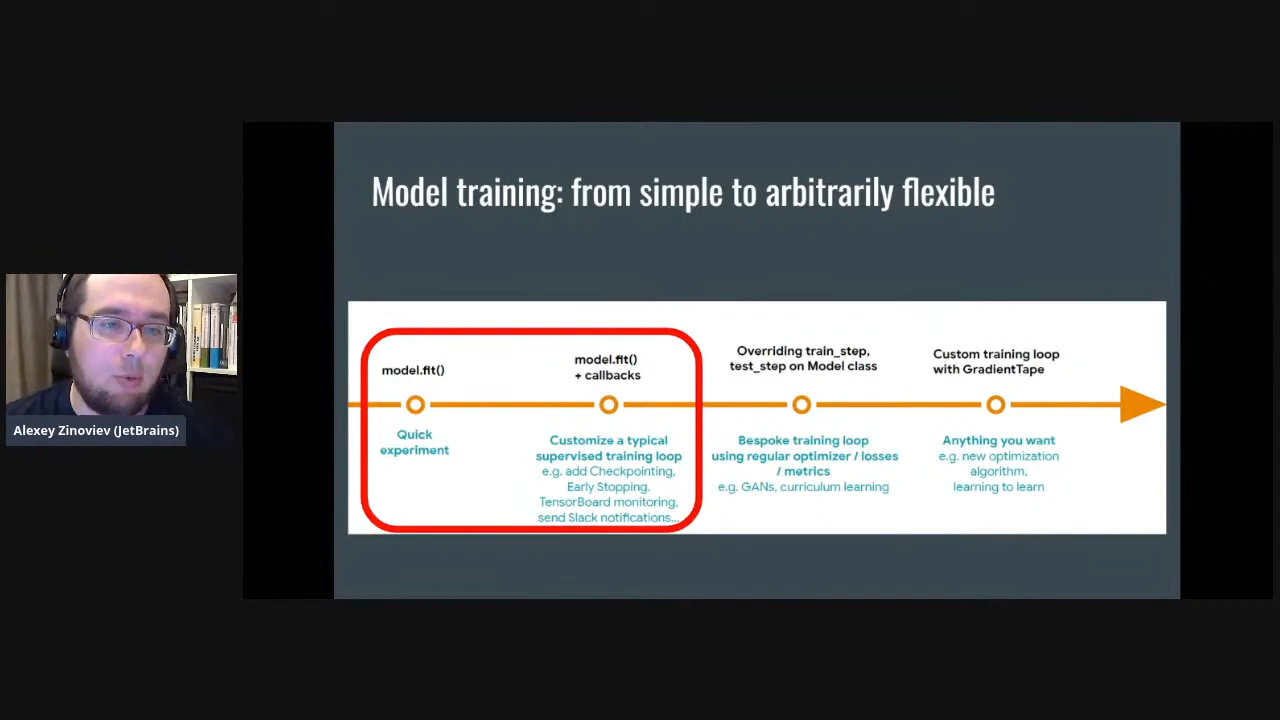 Model training: from simple to arbitrarily flexible
model.fit()
Quick
experiment
model.fit()
+ callbacks
Customize a typical
supervised training loop
e.g. add Checkpointing,
Early Stopping,
TensorBoard monitoring,
send Slack notifications...
Overriding train_step,
test_step on Model class
Bespoke training loop
using regular optimizer / losses
/ metrics
e.g. GANs, curriculum learning
Custom training loop
with GradientTape
Anything you want
e.g. new optimization
algorithm,
learning to learn
Alexey Zinoviev (JetBrains)